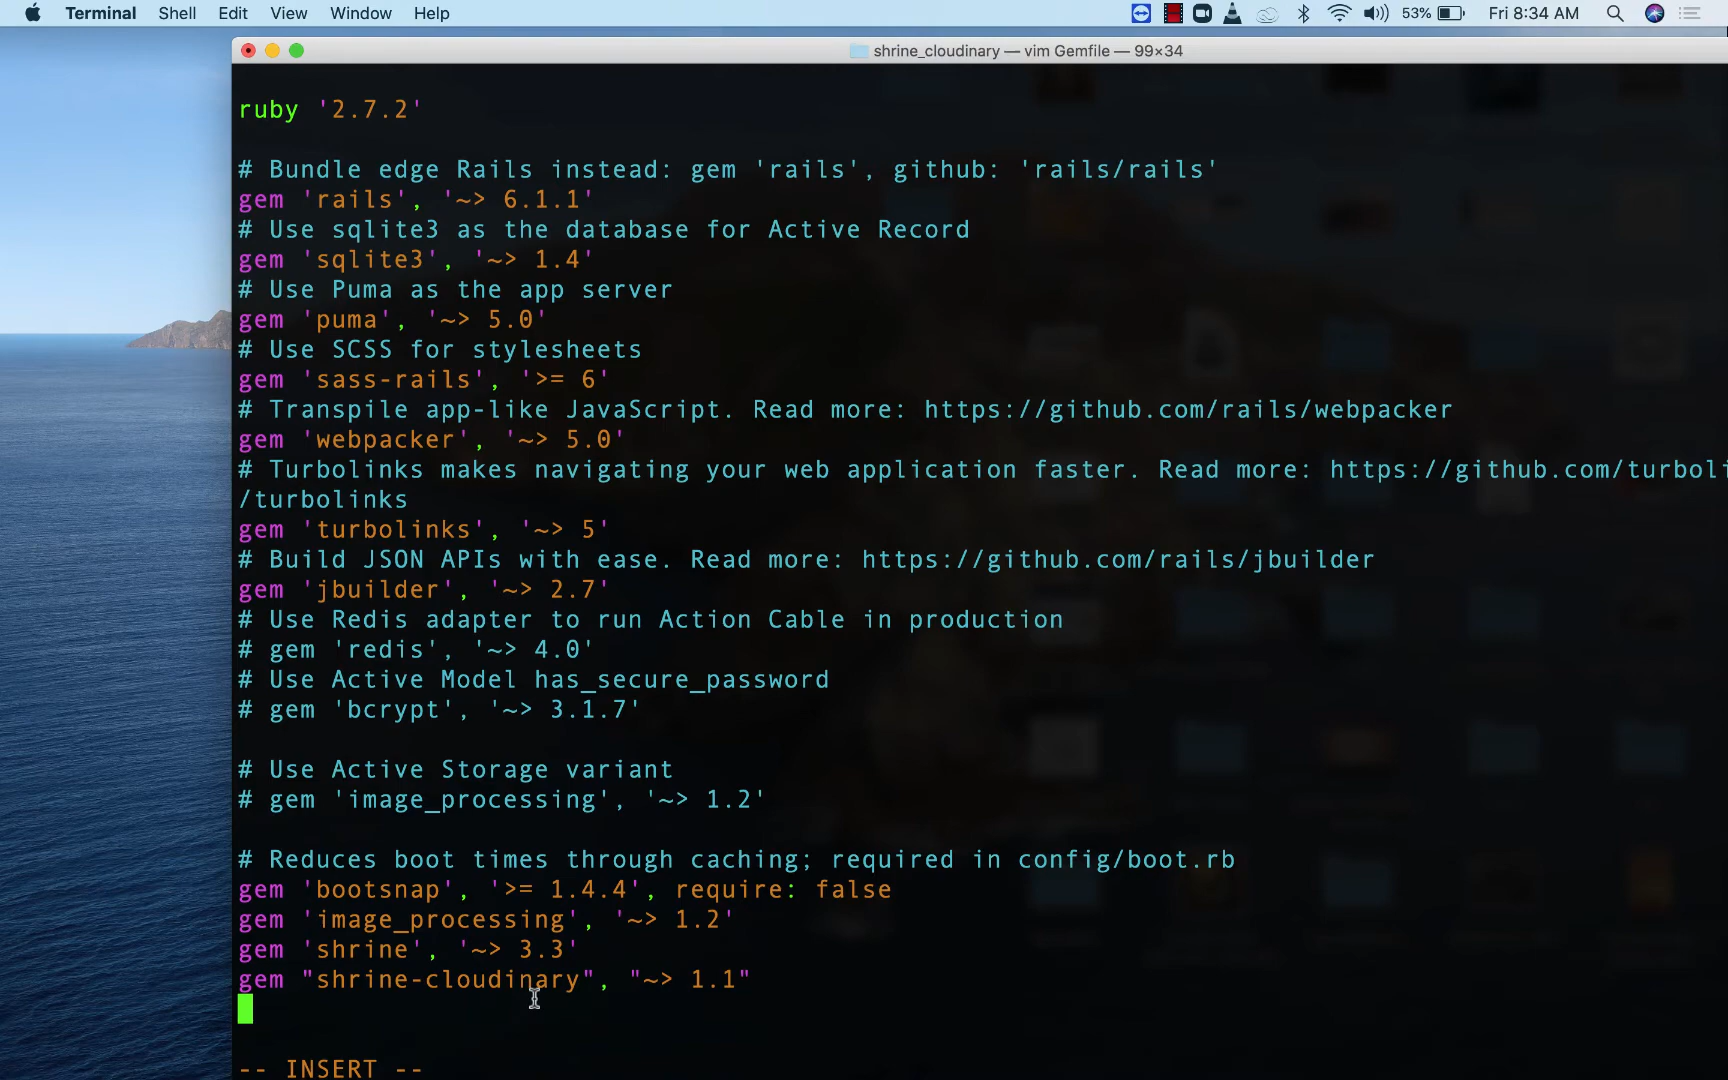 Terminal Shell Edit View Window Help 53% Fri 8:34 AM
shrine_cloudinary — vim Gemfile — 99×34
ruby '2.7.2'
# Bundle edge Rails instead: gem 'rails', github: 'rails/rails'
gem 'rails', '~> 6.1.1'
# Use sqlite3 as the database for Active Record
gem 'sqlite3', '~> 1.4'
# Use Puma as the app server
gem 'puma', '~> 5.0'
# Use SCSS for stylesheets
gem 'sass-rails', '>= 6'
# Transpile app-like JavaScript. Read more: https://github.com/rails/webpacker
gem 'webpacker', '~> 5.0'
# Turbolinks makes navigating your web application faster. Read more: https://github.com/turboli
/turbolinks
gem 'turbolinks', '~> 5'
# Build JSON APIs with ease. Read more: https://github.com/rails/jbuilder
gem 'jbuilder', '~> 2.7'
# Use Redis adapter to run Action Cable in production
# gem 'redis', '~> 4.0'
# Use Active Model has_secure_password
# gem 'bcrypt', '~> 3.1.7'
# Use Active Storage variant
# gem 'image_processing', '~> 1.2'
# Reduces boot times through caching; required in config/boot.rb
gem 'bootsnap', '>= 1.4.4', require: false
gem 'image_processing', '~> 1.2'
gem 'shrine', '~> 3.3'
gem "shrine-cloudinary", "~> 1.1"
-- INSERT --